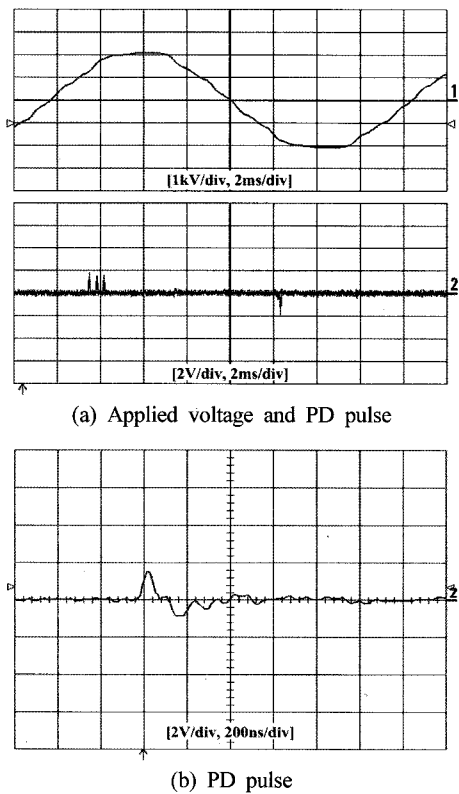 1
[1kV/div, 2ms/div]
2
[2V/div, 2ms/div]
(a) Applied voltage and PD pulse
2
[2V/div, 200ns/div]
(b) PD pulse